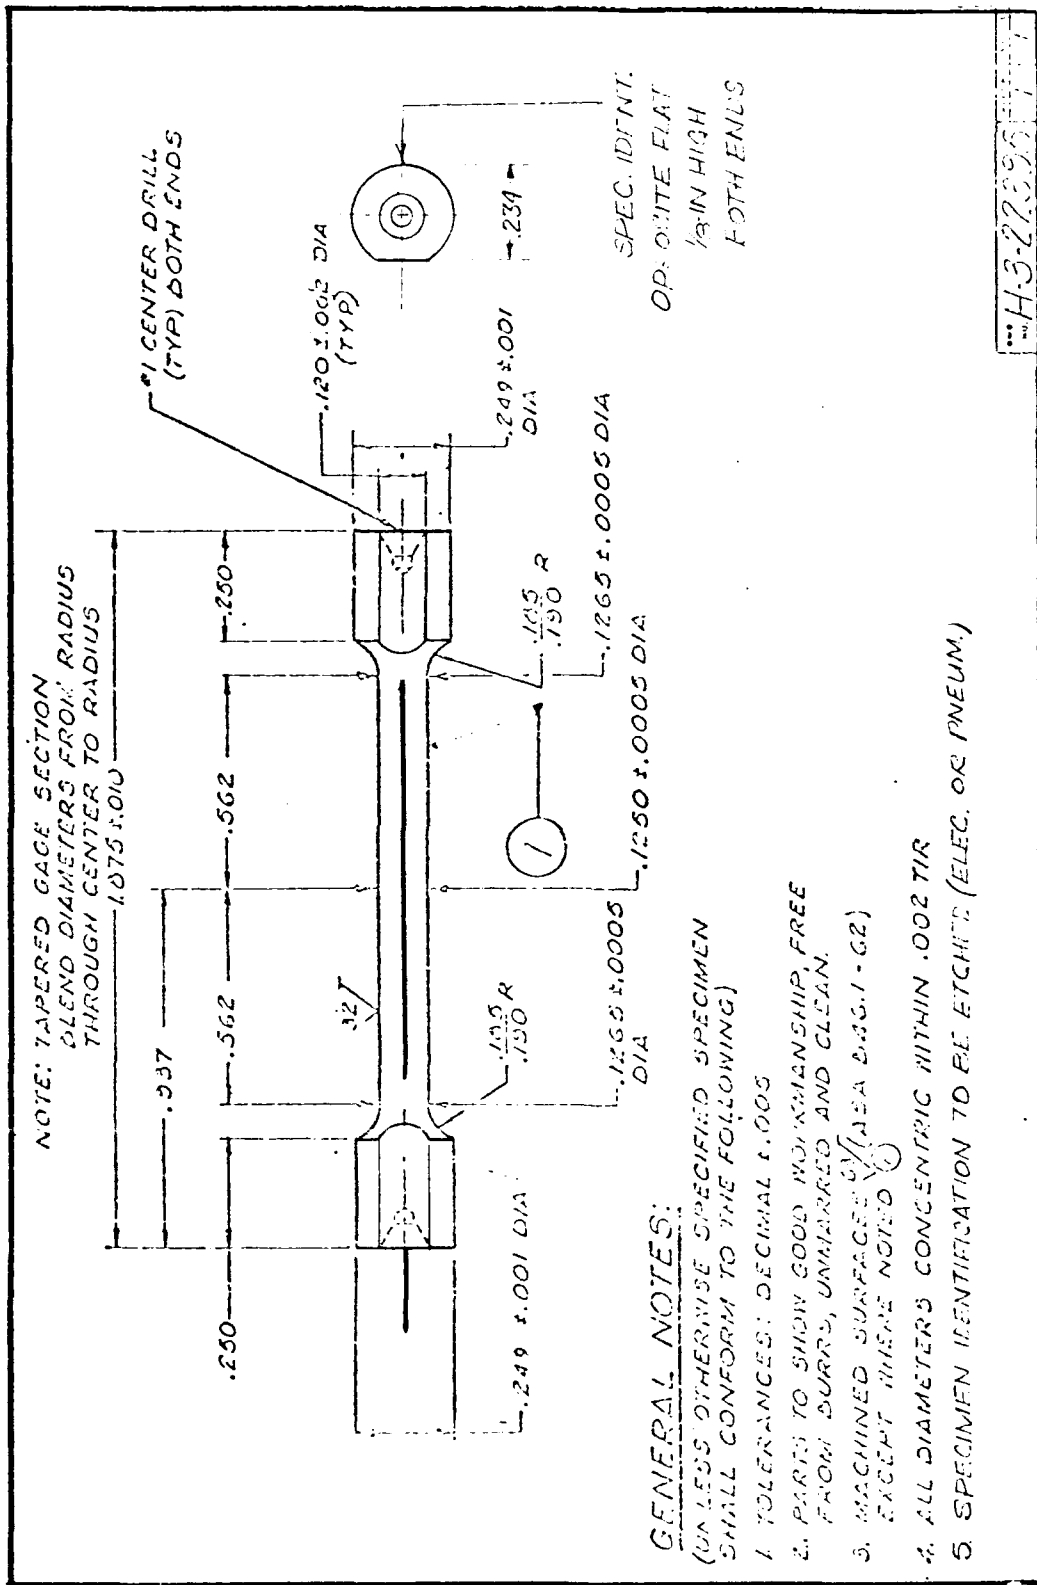 NOTE: TAPERED GAGE SECTION
BLEND DIAMETERS FROM RADIUS
THROUGH CENTER TO RADIUS
1.875 ±.010
.937
.250
.562
.562
.250
#1 CENTER DRILL
(TYP) BOTH ENDS
.120 ±.002 DIA
(TYP)
.249 ±.001
DIA
.234
SPEC. IDENT.
OPPOSITE FLAT
1/8 IN HIGH
BOTH ENDS
32
R
.190
R
.190
1
.1265 ±.0005 DIA
.1250 ±.0005 DIA
.1265 ±.0005
DIA
.249 ±.001 DIA
GENERAL NOTES:
(UNLESS OTHERWISE SPECIFIED SPECIMEN
SHALL CONFORM TO THE FOLLOWING)
1. TOLERANCES: DECIMAL ±.005
2. PARTS TO SHOW GOOD WORKMANSHIP, FREE
FROM BURRS, UNMARRED AND CLEAN.
3. MACHINED SURFACES (ASA B46.1-62)
EXCEPT WHERE NOTED
4. ALL DIAMETERS CONCENTRIC WITHIN .002 TIR
5. SPECIMEN IDENTIFICATION TO BE ETCHED (ELEC. OR PNEUM.)